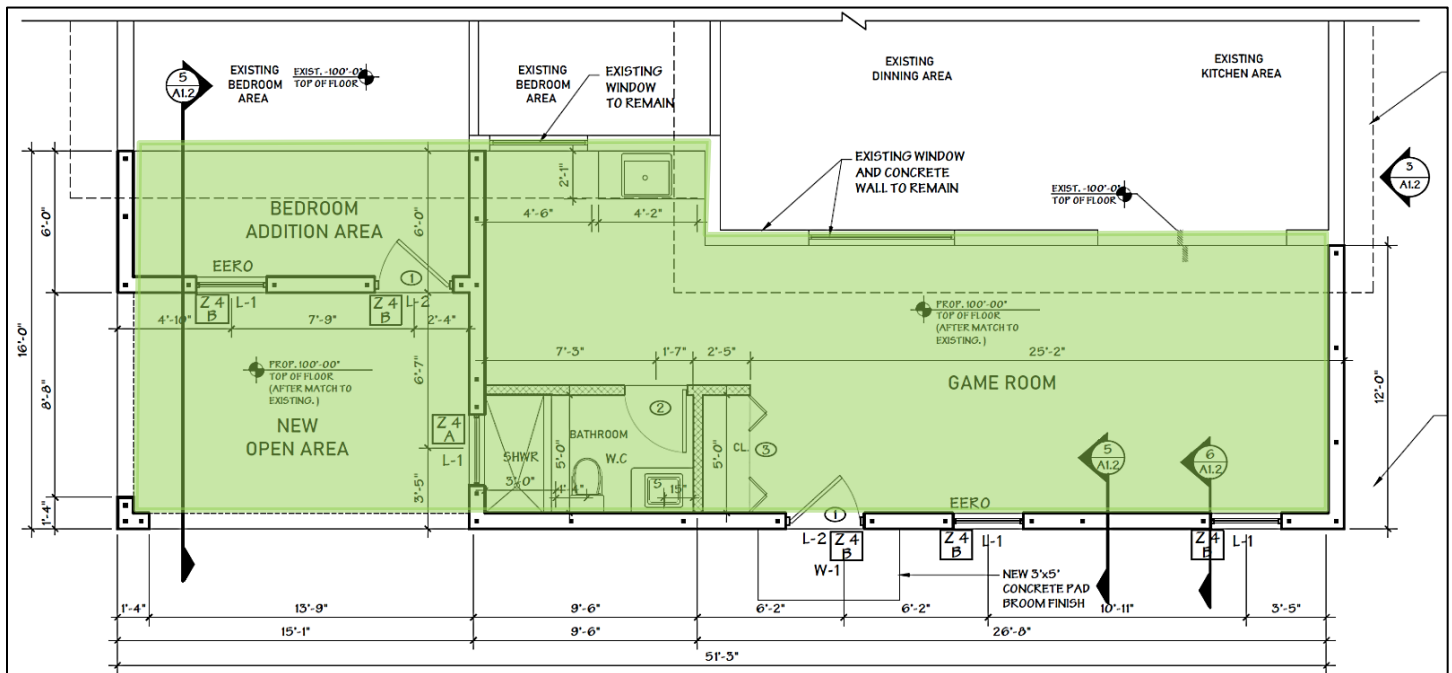 5
A1.2
EXISTING
BEDROOM
AREA
EXIST. -100'-0"
TOP OF FLOOR
EXISTING
BEDROOM
AREA
EXISTING
WINDOW
TO REMAIN
EXISTING
DINNING AREA
EXISTING
KITCHEN AREA
EXISTING WINDOW
AND CONCRETE
WALL TO REMAIN
EXIST. -100'-0"
TOP OF FLOOR
3
A1.2
2'-1"
4'-6"
4'-2"
6'-0"
BEDROOM
ADDITION AREA
6'-0"
EERO
1
Z 4
B
L-1
Z 4
B
L-2
4'-10"
7'-9"
2'-4"
16'-0"
8'-8"
1'-4"
PROP. 100'-00"
TOP OF FLOOR
(AFTER MATCH TO
EXISTING. )
NEW
OPEN AREA
6'-7"
Z 4
A
L-1
3'-5"
PROP. 100'-00"
TOP OF FLOOR
(AFTER MATCH TO
EXISTING. )
7'-3"
1'-7"
2'-5"
25'-2"
GAME ROOM
12'-0"
2
BATHROOM
W.C
SHWR
3'-0"
5'-0"
S
15"
5'-0"
CL.
3
5
A1.2
6
A1.2
EERO
1
L-2
Z 4
B
W-1
Z 4
B
L-1
Z 4
B
L-1
NEW 3'x5'
CONCRETE PAD
BROOM FINISH
1'-4"
13'-9"
9'-6"
6'-2"
6'-2"
10'-11"
3'-5"
15'-1"
9'-6"
26'-8"
51'-3"